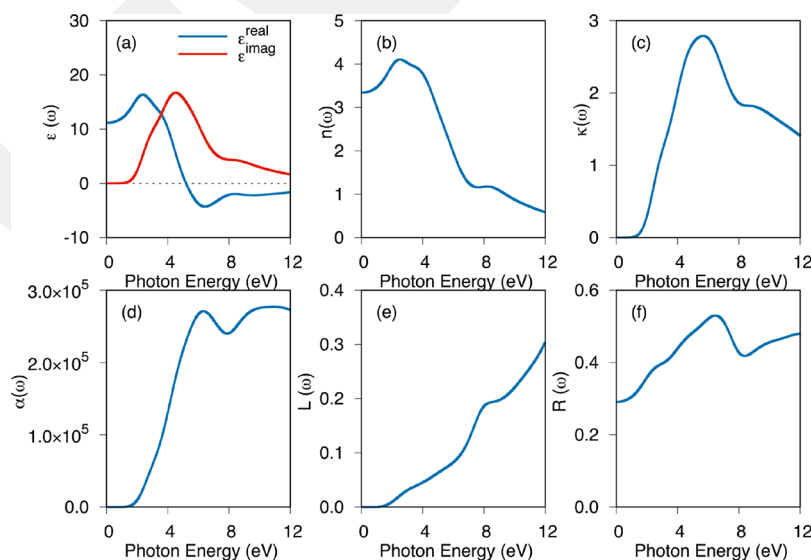 (a)
ε^real
ε^imag
30
20
10
0
-10
ε (ω)
0 4 8 12
Photon Energy (eV)
(b)
5
4
3
2
1
0
n(ω)
0 4 8 12
Photon Energy (eV)
(c)
3
2
1
0
κ(ω)
0 4 8 12
Photon Energy (eV)
(d)
3.0×10^5
2.0×10^5
1.0×10^5
0.0
α(ω)
0 4 8 12
Photon Energy (eV)
(e)
0.4
0.3
0.2
0.1
0
L (ω)
0 4 8 12
Photon Energy (eV)
(f)
0.6
0.4
0.2
0.0
R (ω)
0 4 8 12
Photon Energy (eV)